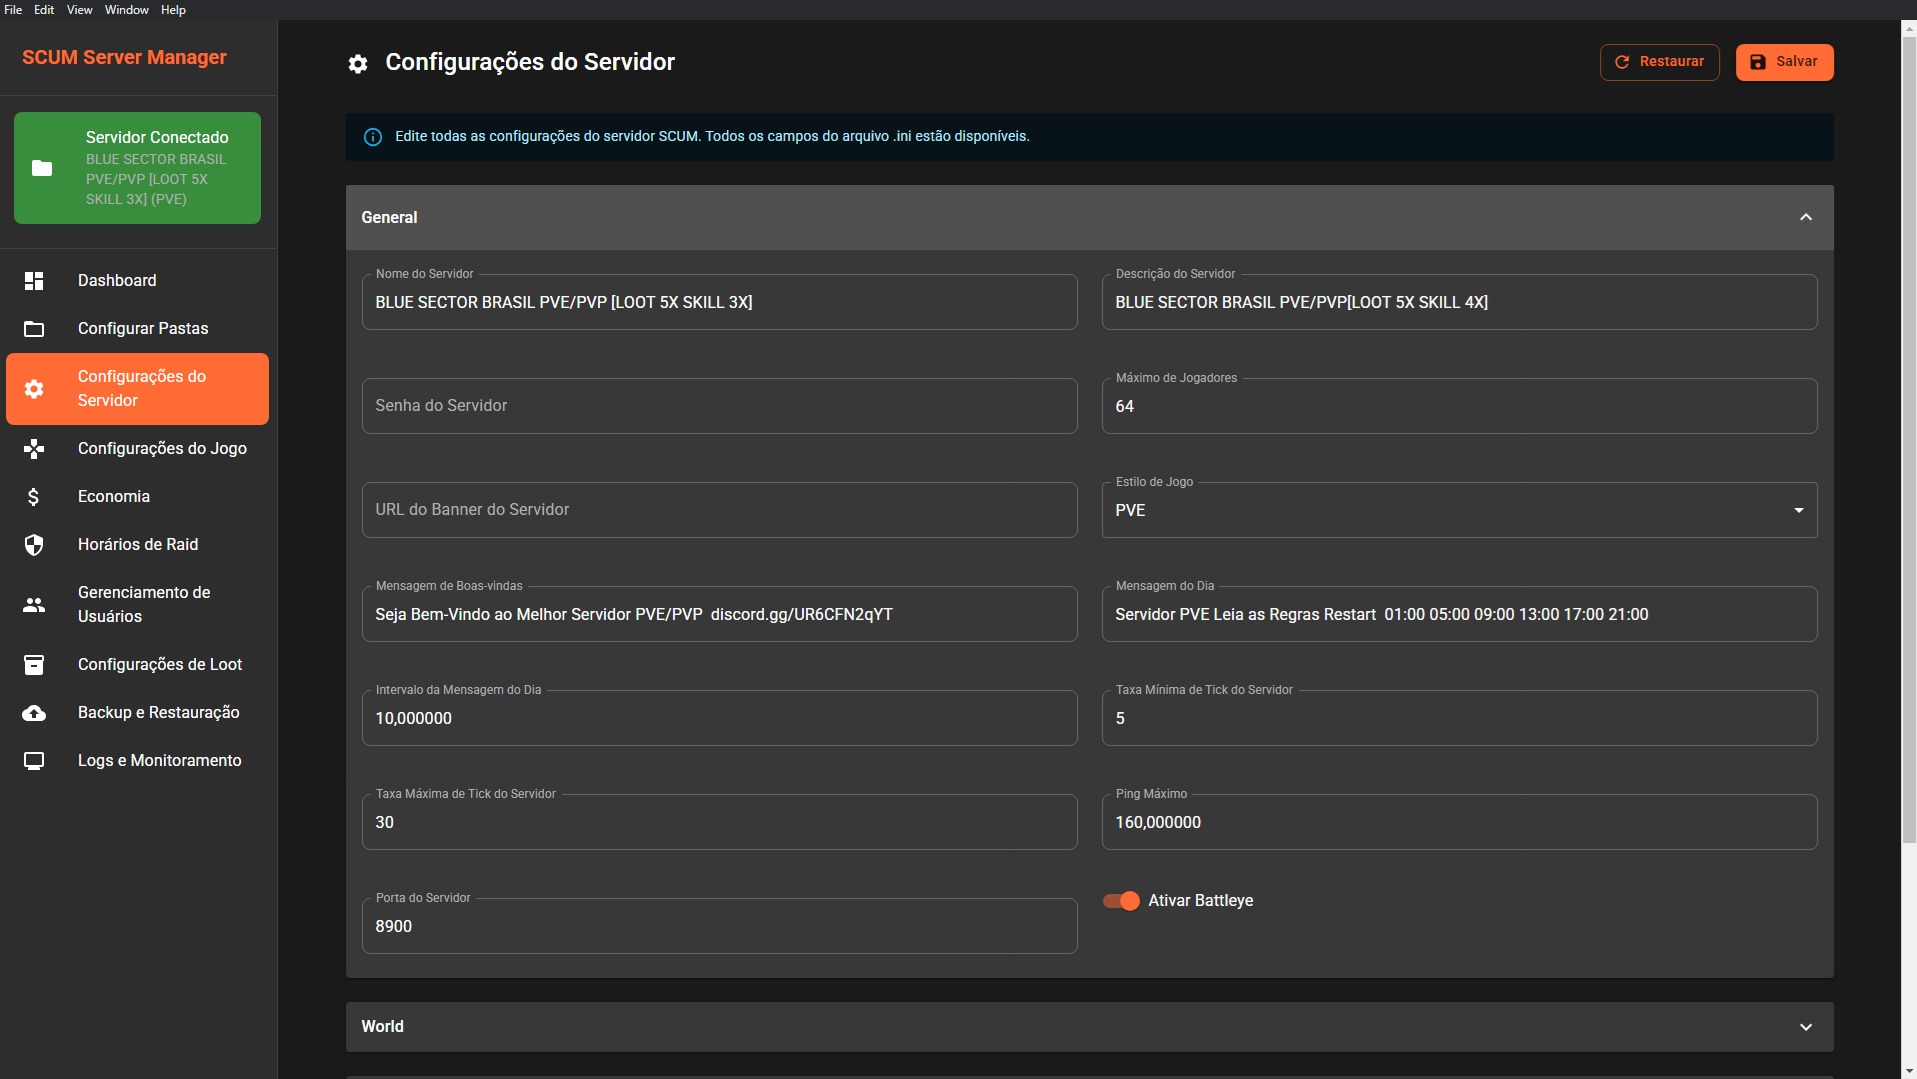 File Edit View Window Help
SCUM Server Manager
Servidor Conectado
BLUE SECTOR BRASIL
PVE/PVP [LOOT 5X
SKILL 3X] (PVE)
Dashboard
Configurar Pastas
Configurações do
Servidor
Configurações do Jogo
Economia
Horários de Raid
Gerenciamento de
Usuários
Configurações de Loot
Backup e Restauração
Logs e Monitoramento
Configurações do Servidor
Restaurar
Salvar
Edite todas as configurações do servidor SCUM. Todos os campos do arquivo .ini estão disponíveis.
General
Nome do Servidor
BLUE SECTOR BRASIL PVE/PVP [LOOT 5X SKILL 3X]
Descrição do Servidor
BLUE SECTOR BRASIL PVE/PVP[LOOT 5X SKILL 4X]
Senha do Servidor
Máximo de Jogadores
64
URL do Banner do Servidor
Estilo de Jogo
PVE
Mensagem de Boas-vindas
Seja Bem-Vindo ao Melhor Servidor PVE/PVP  discord.gg/UR6CFN2qYT
Mensagem do Dia
Servidor PVE Leia as Regras Restart  01:00 05:00 09:00 13:00 17:00 21:00
Intervalo da Mensagem do Dia
10,000000
Taxa Mínima de Tick do Servidor
5
Taxa Máxima de Tick do Servidor
30
Ping Máximo
160,000000
Porta do Servidor
8900
Ativar Battleye
World